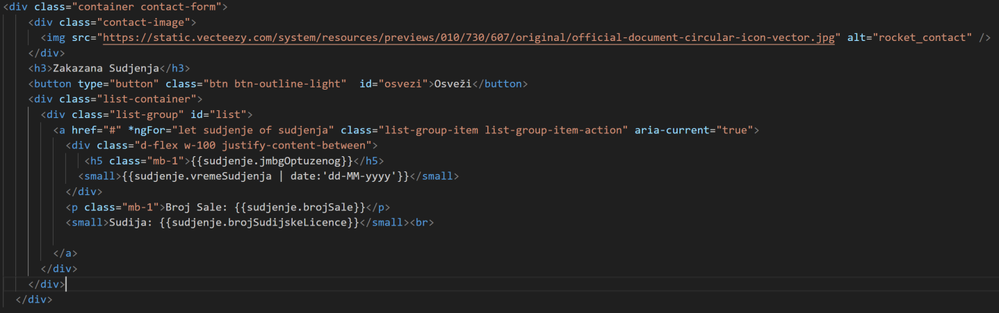 <div class="container contact-form">
<div class="contact-image">
<img src="https://static.vecteezy.com/system/resources/previews/010/730/607/original/official-document-circular-icon-vector.jpg" alt="rocket_contact" />
</div>
<h3>Zakazana Sudjenja</h3>
<button type="button" class="btn btn-outline-light"  id="osvezi">Osveži</button>
<div class="list-container">
<div class="list-group" id="list">
<a href="#" *ngFor="let sudjenje of sudjenja" class="list-group-item list-group-item-action" aria-current="true">
<div class="d-flex w-100 justify-content-between">
<h5 class="mb-1">{{sudjenje.jmbgOptuzenog}}</h5>
<small>{{sudjenje.vremeSudjenja | date:'dd-MM-yyyy'}}</small>
</div>
<p class="mb-1">Broj Sale: {{sudjenje.brojSale}}</p>
<small>Sudija: {{sudjenje.brojSudijskeLicence}}</small><br>
</a>
</div>
</div>
</div>